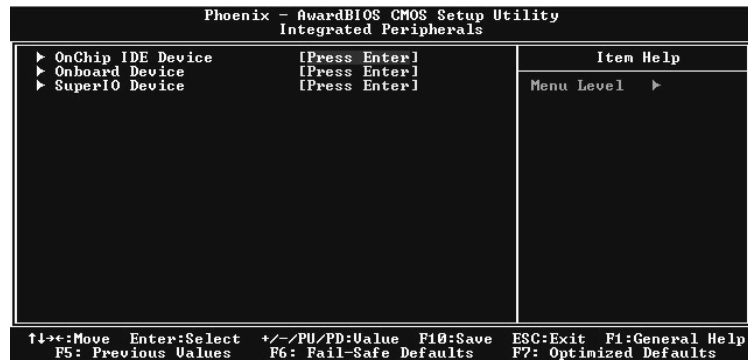 Phoenix - AwardBIOS CMOS Setup Utility
Integrated Peripherals
▶ OnChip IDE Device [Press Enter]
▶ Onboard Device [Press Enter]
▶ SuperIO Device [Press Enter]
Item Help
Menu Level ▶
↑↓→←:Move Enter:Select +/-/PU/PD:Value F10:Save ESC:Exit F1:General Help
F5: Previous Values F6: Fail-Safe Defaults F7: Optimized Defaults